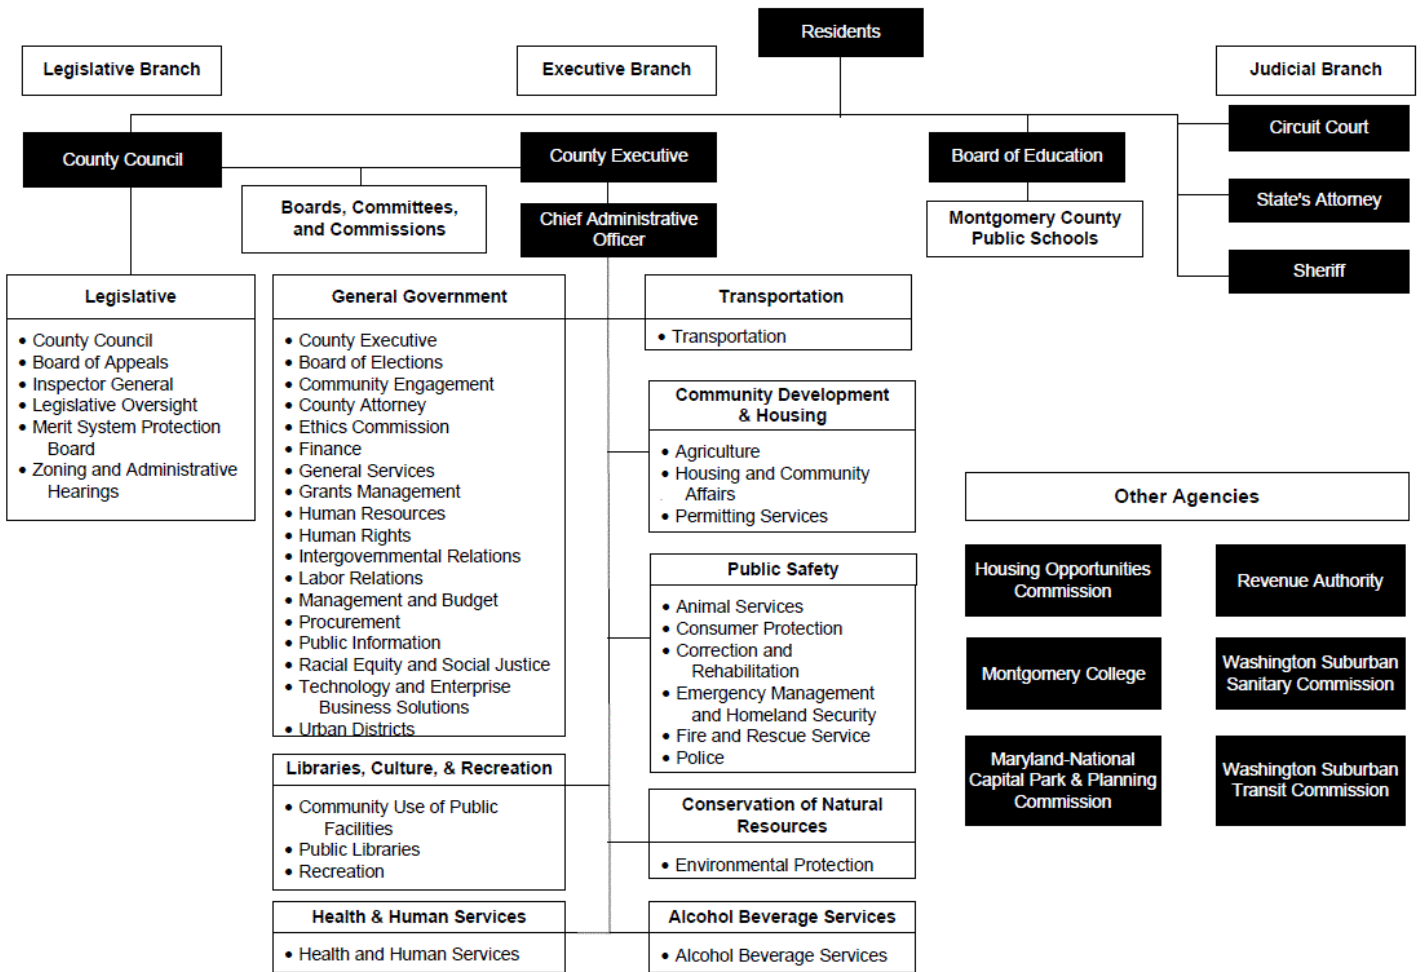 Residents
Legislative Branch
Executive Branch
Judicial Branch
County Council
County Executive
Board of Education
Circuit Court
Boards, Committees,
and Commissions
Chief Administrative
Officer
Montgomery County
Public Schools
State's Attorney
Sheriff
Legislative
• County Council
• Board of Appeals
• Inspector General
• Legislative Oversight
• Merit System Protection
Board
• Zoning and Administrative
Hearings
General Government
• County Executive
• Board of Elections
• Community Engagement
• County Attorney
• Ethics Commission
• Finance
• General Services
• Grants Management
• Human Resources
• Human Rights
• Intergovernmental Relations
• Labor Relations
• Management and Budget
• Procurement
• Public Information
• Racial Equity and Social Justice
• Technology and Enterprise
Business Solutions
• Urban Districts
Libraries, Culture, & Recreation
• Community Use of Public
Facilities
• Public Libraries
• Recreation
Health & Human Services
• Health and Human Services
Transportation
• Transportation
Community Development
& Housing
• Agriculture
• Housing and Community
Affairs
• Permitting Services
Public Safety
• Animal Services
• Consumer Protection
• Correction and
Rehabilitation
• Emergency Management
and Homeland Security
• Fire and Rescue Service
• Police
Conservation of Natural
Resources
• Environmental Protection
Alcohol Beverage Services
• Alcohol Beverage Services
Other Agencies
Housing Opportunities
Commission
Revenue Authority
Montgomery College
Washington Suburban
Sanitary Commission
Maryland-National
Capital Park & Planning
Commission
Washington Suburban
Transit Commission